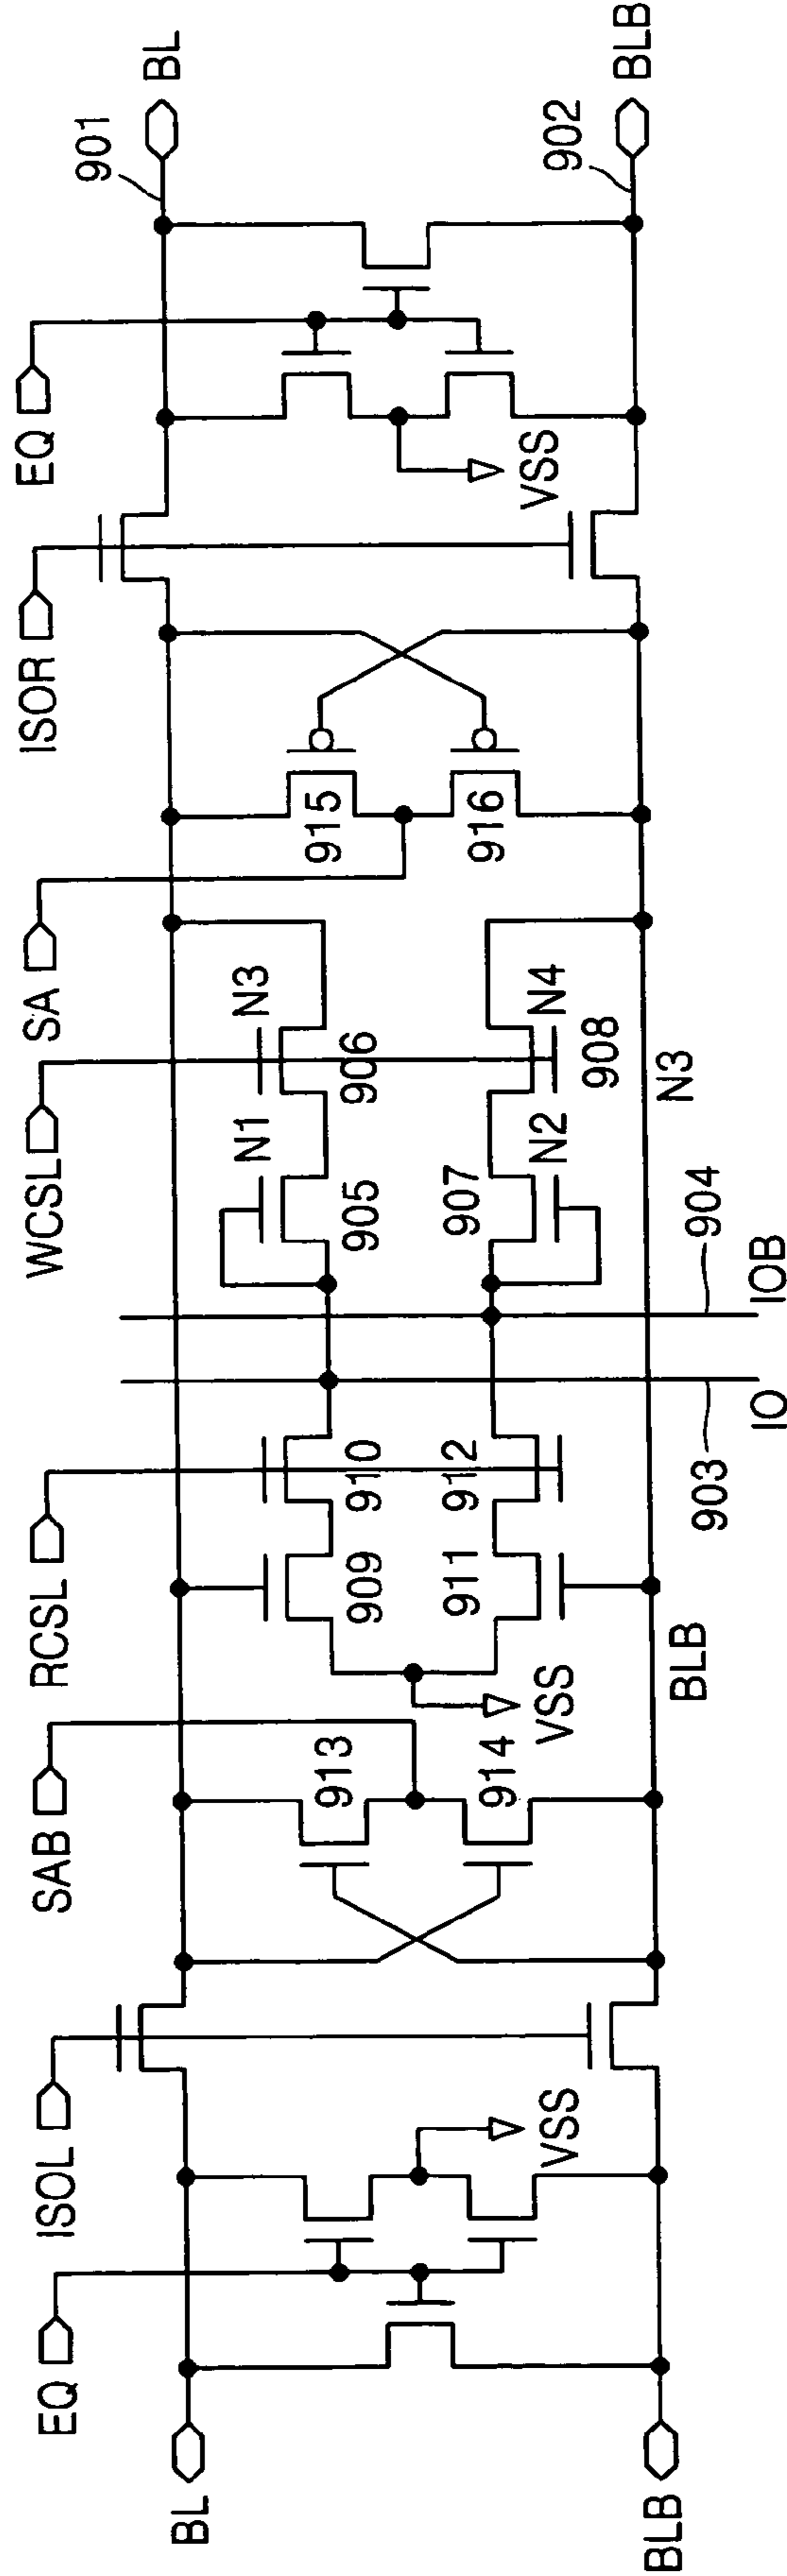 EQ
ISOL
SAB
RCSL
WCSL
SA
ISOR
EQ
BL
901
BL
VSS
913
914
909
910
N1
905
N3
906
915
VSS
911
912
907
N2
N4
908
916
VSS
VSS
BLB
BLB
903
IO
IOB
904
N3
902
BLB